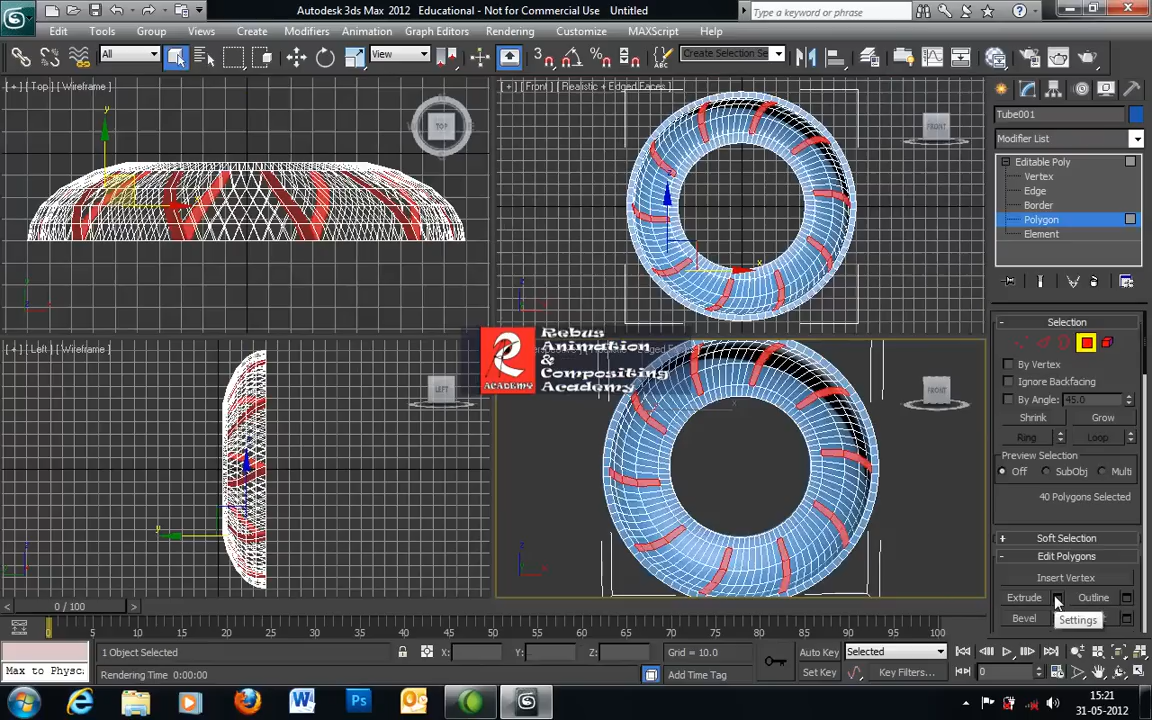 Autodesk 3ds Max 2012    Educational - Not for Commercial Use    Untitled
Type a keyword or phrase
Edit Tools Group Views Create Modifiers Animation Graph Editors Rendering Customize MAXScript Help
All View Create Selection Se
[ + ] [ Top ] [ Wireframe ]
[ + ] [ Front ] [ Realistic + Edged Faces ]
TOP
FRONT
y
x
Tube001
Modifier List
Editable Poly
Vertex
Edge
Border
Polygon
Element
[ + ] [ Left ] [ Wireframe ]
LEFT
FRONT
y
Rebus
Animation
&
Compositing
Academy
R
ACADEMY
Selection
By Vertex
Ignore Backfacing
By Angle: 45.0
Shrink Grow
Ring Loop
Preview Selection
Off SubObj Multi
40 Polygons Selected
+ Soft Selection
- Edit Polygons
Insert Vertex
Extrude Outline
Bevel
Settings
< 0 / 100 >
0 5 10 15 20 25 30 35 40 45 50 55 60 65 70 75 80 85 90 95 100
1 Object Selected
X: Y: Z: Grid = 10.0
Auto Key Selected
Max to Physc
Rendering Time 0:00:00
Add Time Tag
Set Key Key Filters... 0
15:21
31-05-2012